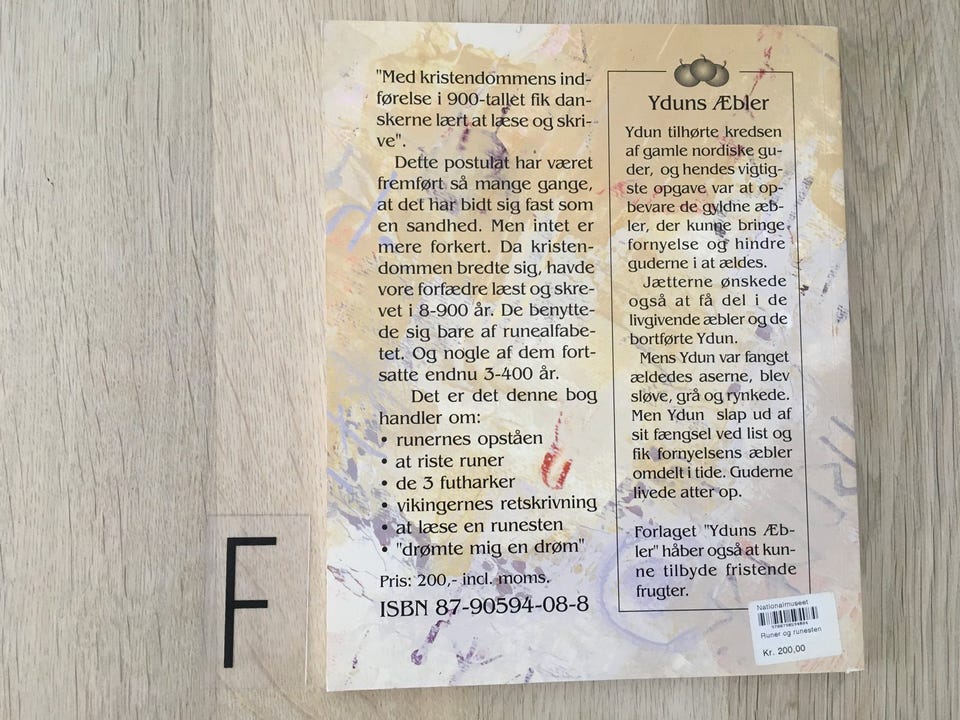 "Med kristendommens ind-
førelse i 900-tallet fik dan-
skerne lært at læse og skri-
ve".
Dette postulat har været
fremført så mange gange,
at det har bidt sig fast som
en sandhed. Men intet er
mere forkert. Da kristen-
dommen bredte sig, havde
vore forfædre læst og skre-
vet i 8-900 år. De benytte-
de sig bare af runealfabe-
tet. Og nogle af dem fort-
satte endnu 3-400 år.
Det er det denne bog
handler om:
• runernes opståen
• at riste runer
• de 3 futharker
• vikingernes retskrivning
• at læse en runesten
• "drømte mig en drøm"
Pris: 200,- incl. moms.
ISBN 87-90594-08-8
Yduns Æbler
Ydun tilhørte kredsen
af gamle nordiske gu-
der, og hendes vigtig-
ste opgave var at op-
bevare de gyldne æb-
ler, der kunne bringe
fornyelse og hindre
guderne i at ældes.
Jætterne ønskede
også at få del i de
livgivende æbler og de
bortførte Ydun.
Mens Ydun var fanget
ældedes aserne, blev
sløve, grå og rynkede.
Men Ydun slap ud af
sit fængsel ved list og
fik fornyelsens æbler
omdelt i tide. Guderne
livede atter op.
Forlaget "Yduns Æb-
ler" håber også at kun-
ne tilbyde fristende
frugter.
Nationalmuseet
Runer og runesten
Kr. 200,00
F